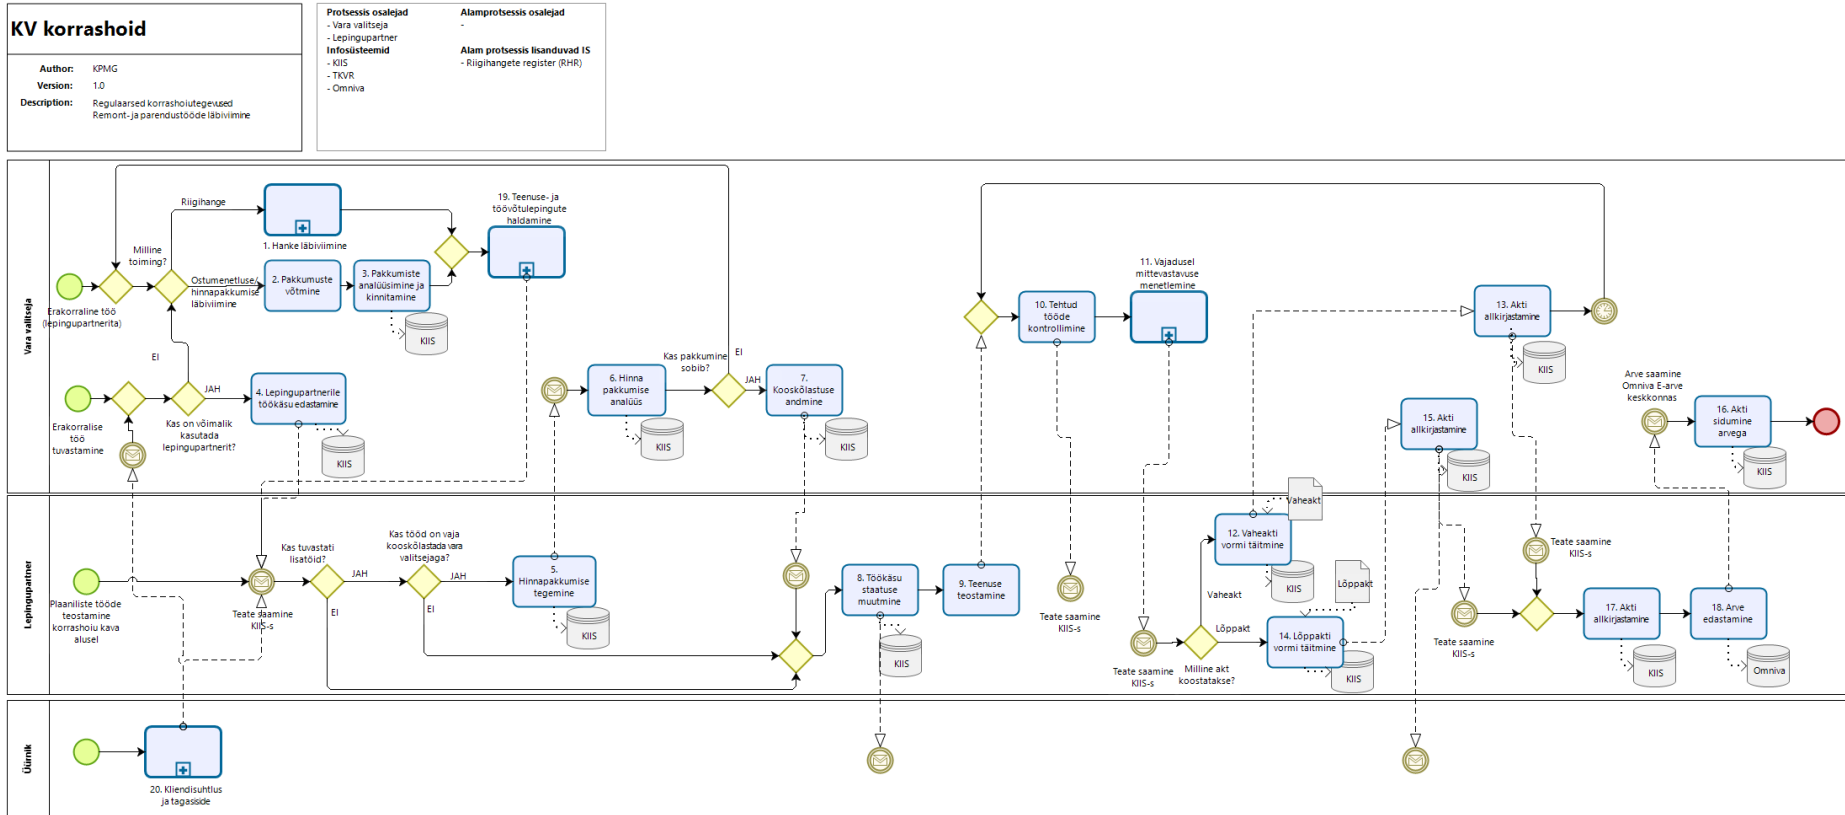 KV korrashoid
Author: KPMG
Version: 1.0
Description: Regulaarsed korrashoiutegevused
Remont- ja parendustööde läbiviimine
Protsessis osalejad
- Vara valitseja
- Lepingupartner
Infosüsteemid
- KIIS
- TKVR
- Omniva
Alamprotsessis osalejad
-
Alam protsessis lisanduvad IS
- Riigihangete register (RHR)
Vara valitseja
Erakorraline töö
(lepingupartnerita)
Milline
toiming?
Riigihange
1. Hanke läbiviimine
Ostumenetluse/
hinnapakkumise
läbiviimine
2. Pakkumuste
võtmine
3. Pakkumiste
analüüsimine ja
kinnitamine
KIIS
19. Teenuse- ja
töövõtulepingute
haldamine
EI
Erakorralise
töö
tuvastamine
JAH
Kas on võimalik
kasutada
lepingupartnerit?
4. Lepingupartnerile
töökäsu edastamine
KIIS
6. Hinna
pakkumise
analüüs
KIIS
Kas pakkumine
sobib?
EI
JAH
7.
Kooskõlastuse
andmine
KIIS
10. Tehtud
tööde
kontrollimine
11. Vajadusel
mittevastavuse
menetlemine
13. Akti
allkirjastamine
KIIS
15. Akti
allkirjastamine
KIIS
Arve saamine
Omniva E-arve
keskkonnas
16. Akti
sidumine
arvega
KIIS
Lepingupartner
Plaaniliste tööde
teostamine
korrashoiu kava
alusel
Teate saamine
KIIS-s
Kas tuvastati
lisatöid?
JAH
EI
Kas tööd on vaja
kooskõlastada vara
valitsejaga?
JAH
EI
5.
Hinnapakkumise
tegemine
KIIS
8. Töökäsu
staatuse
muutmine
KIIS
9. Teenuse
teostamine
Teate saamine
KIIS-s
Teate saamine
KIIS-s
Milline akt
koostatakse?
Vaheakt
Lõppakt
12. Vaheakti
vormi täitmine
Vaheakt
KIIS
14. Lõppakti
vormi täitmine
Lõppakt
KIIS
Teate saamine
KIIS-s
Teate saamine
KIIS-s
17. Akti
allkirjastamine
KIIS
18. Arve
edastamine
Omniva
Üürnik
20. Kliendisuhtlus
ja tagasiside